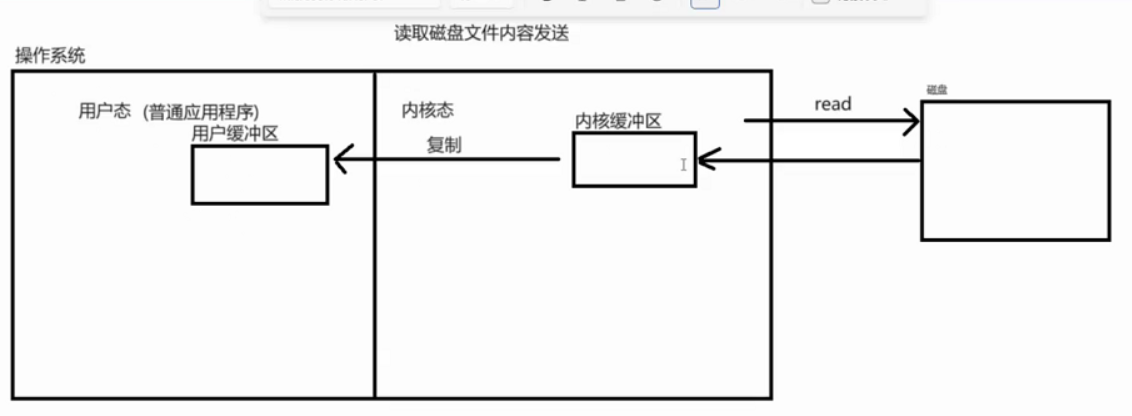 读取磁盘文件内容发送
操作系统
用户态 (普通应用程序)
用户缓冲区
内核态
复制
内核缓冲区
read
磁盘